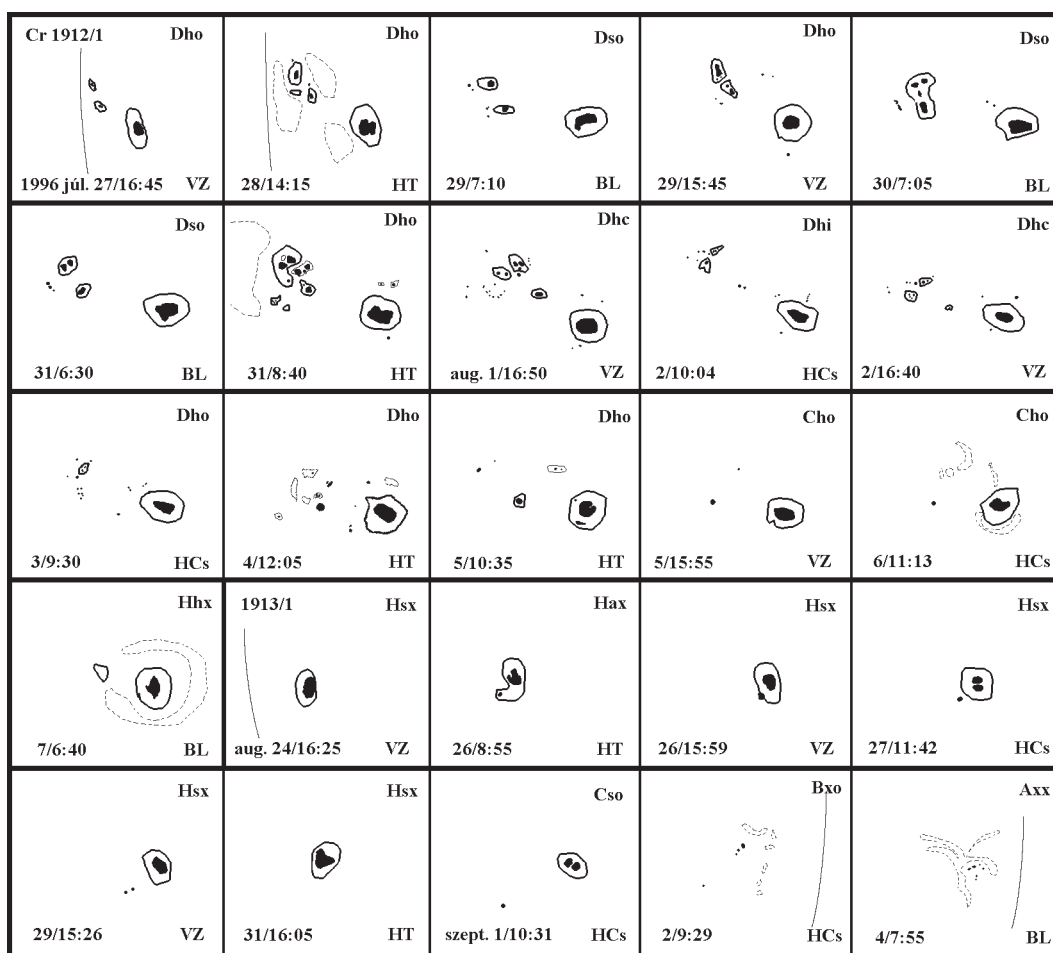 Cr 1912/1 Dho
1996 júl. 27/16:45 VZ
Dho
28/14:15 HT
Dso
29/7:10 BL
Dho
29/15:45 VZ
Dso
30/7:05 BL
Dso
31/6:30 BL
Dho
31/8:40 HT
Dhc
aug. 1/16:50 VZ
Dhi
2/10:04 HCs
Dhc
2/16:40 VZ
Dho
3/9:30 HCs
Dho
4/12:05 HT
Dho
5/10:35 HT
Cho
5/15:55 VZ
Cho
6/11:13 HCs
Hhx
7/6:40 BL
1913/1 Hsx
aug. 24/16:25 VZ
Hax
26/8:55 HT
Hsx
26/15:59 VZ
Hsx
27/11:42 HCs
Hsx
29/15:26 VZ
Hsx
31/16:05 HT
Cso
szept. 1/10:31 HCs
Bxo
2/9:29 HCs
Axx
4/7:55 BL